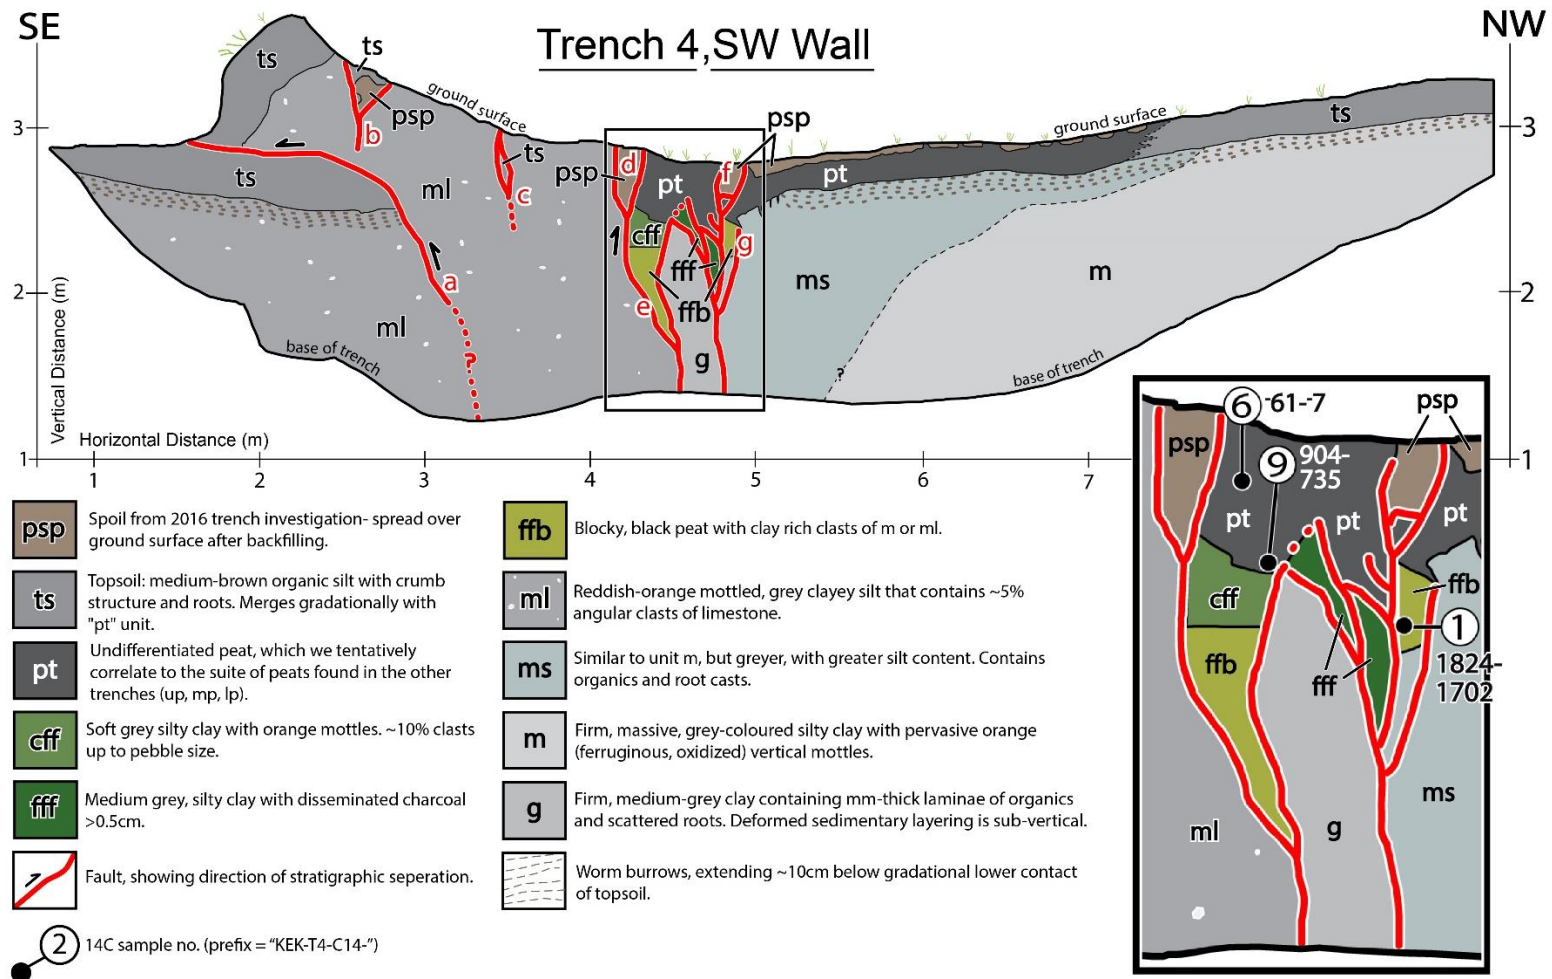 SE
NW
Trench 4, SW Wall
ts
ts
psp
b
ground surface
ts
ml
ts
c
psp
d
pt
f
psp
pt
ground surface
ts
cff
g
fff
a
e
ffb
ms
m
ml
g
?
?
base of trench
base of trench
3
2
1
3
2
1
Vertical Distance (m)
Horizontal Distance (m)
1
2
3
4
5
6
7
psp
Spoil from 2016 trench investigation- spread over
ground surface after backfilling.
ts
Topsoil: medium-brown organic silt with crumb
structure and roots. Merges gradationally with
"pt" unit.
pt
Undifferentiated peat, which we tentatively
correlate to the suite of peats found in the other
trenches (up, mp, lp).
cff
Soft grey silty clay with orange mottles. ~10% clasts
up to pebble size.
fff
Medium grey, silty clay with disseminated charcoal
>0.5cm.
Fault, showing direction of stratigraphic seperation.
2
14C sample no. (prefix = "KEK-T4-C14-")
ffb
Blocky, black peat with clay rich clasts of m or ml.
ml
Reddish-orange mottled, grey clayey silt that contains ~5%
angular clasts of limestone.
ms
Similar to unit m, but greyer, with greater silt content. Contains
organics and root casts.
m
Firm, massive, grey-coloured silty clay with pervasive orange
(ferruginous, oxidized) vertical mottles.
g
Firm, medium-grey clay containing mm-thick laminae of organics
and scattered roots. Deformed sedimentary layering is sub-vertical.
Worm burrows, extending ~10cm below gradational lower contact
of topsoil.
6
-61--7
psp
psp
9
904-
735
pt
pt
pt
cff
ffb
ffb
1
1824-
1702
fff
ms
ml
g